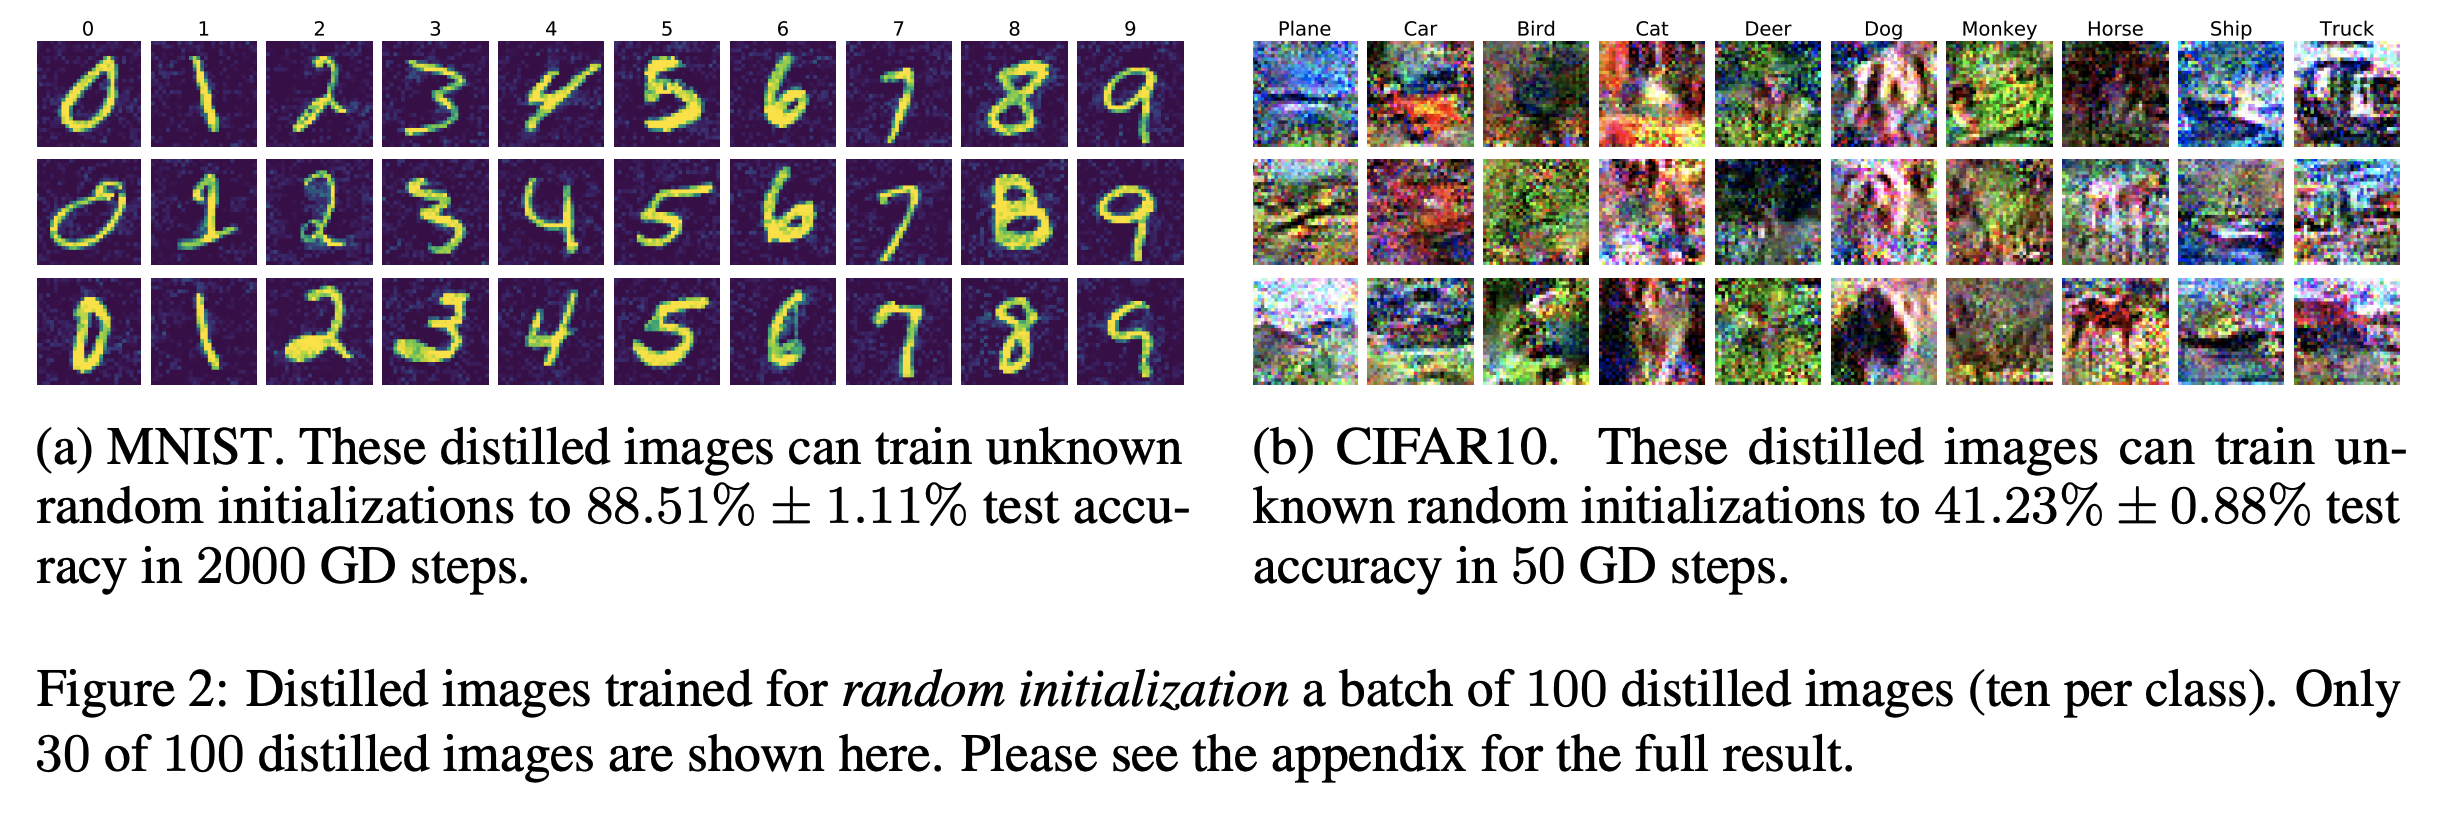 0 1 2 3 4 5 6 7 8 9
Plane Car Bird Cat Deer Dog Monkey Horse Ship Truck
(a) MNIST. These distilled images can train unknown
random initializations to 88.51% ± 1.11% test accu-
racy in 2000 GD steps.
(b) CIFAR10. These distilled images can train un-
known random initializations to 41.23% ± 0.88% test
accuracy in 50 GD steps.
Figure 2: Distilled images trained for random initialization a batch of 100 distilled images (ten per class). Only
30 of 100 distilled images are shown here. Please see the appendix for the full result.